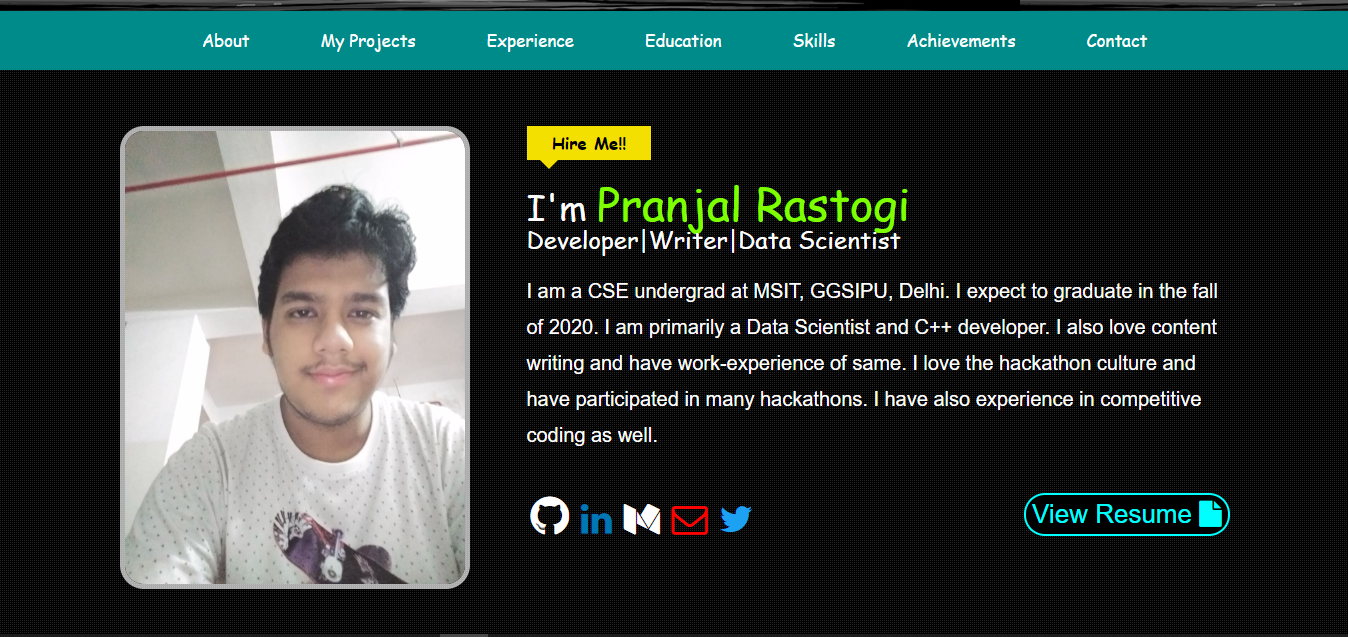 About My Projects Experience Education Skills Achievements Contact
Hire Me!!
I'm Pranjal Rastogi
Developer|Writer|Data Scientist
I am a CSE undergrad at MSIT, GGSIPU, Delhi. I expect to graduate in the fall
of 2020. I am primarily a Data Scientist and C++ developer. I also love content
writing and have work-experience of same. I love the hackathon culture and
have participated in many hackathons. I have also experience in competitive
coding as well.
in
View Resume